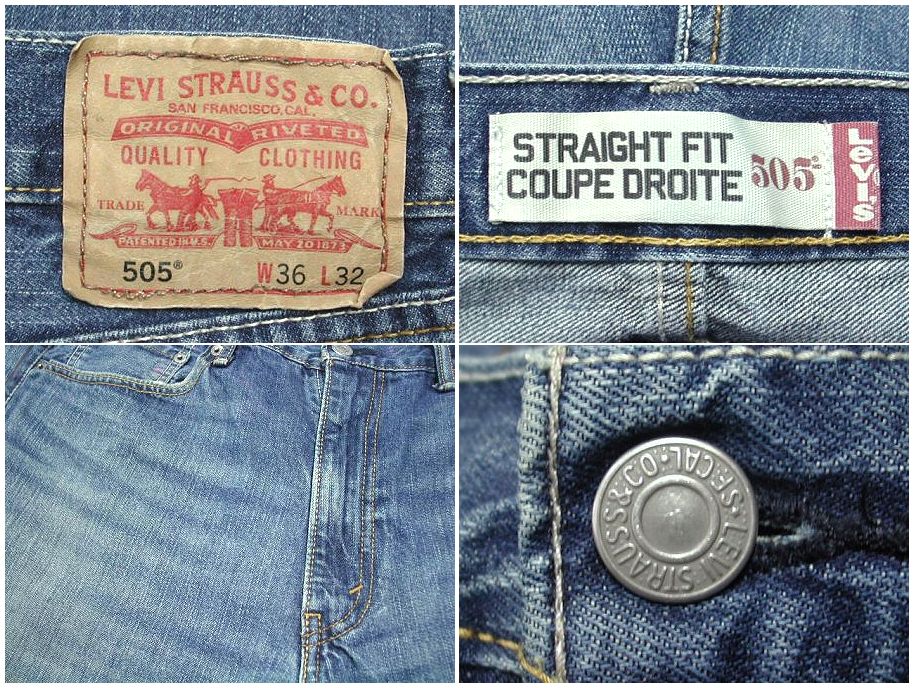 LEVI STRAUSS & CO.
SAN FRANCISCO, CAL.
ORIGINAL RIVETED
QUALITY CLOTHING
TRADE MARK
PATENTED IN U.S. MAY 20 1873
505® W36 L32
STRAIGHT FIT
COUPE DROITE
505
LEVI'S
LEVI STRAUSS & CO. S.F. CAL.